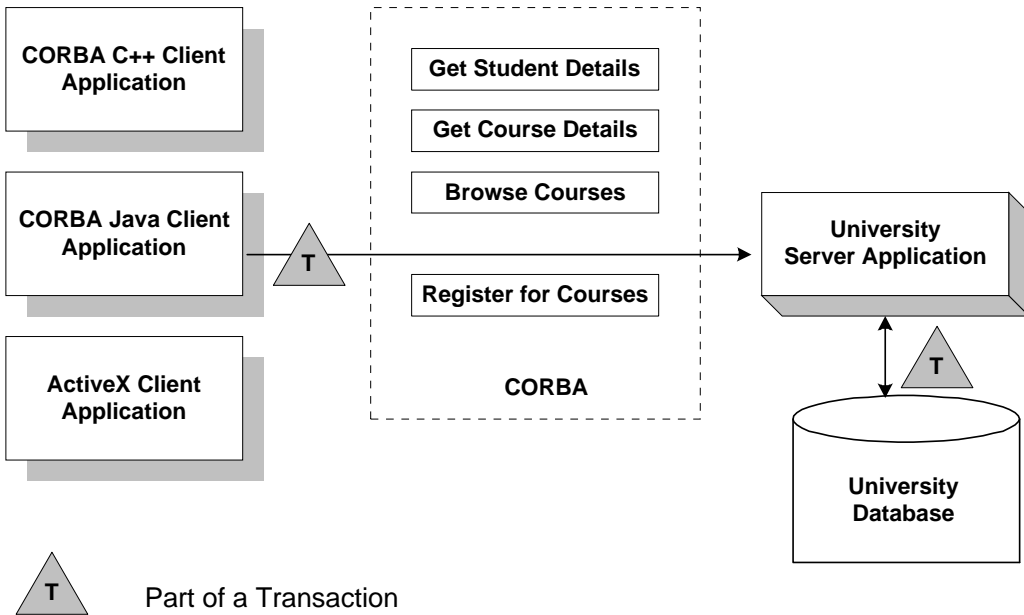 CORBA C++ Client
Application
CORBA Java Client
Application
ActiveX Client
Application
T
Get Student Details
Get Course Details
Browse Courses
Register for Courses
CORBA
University
Server Application
T
University
Database
T
Part of a Transaction